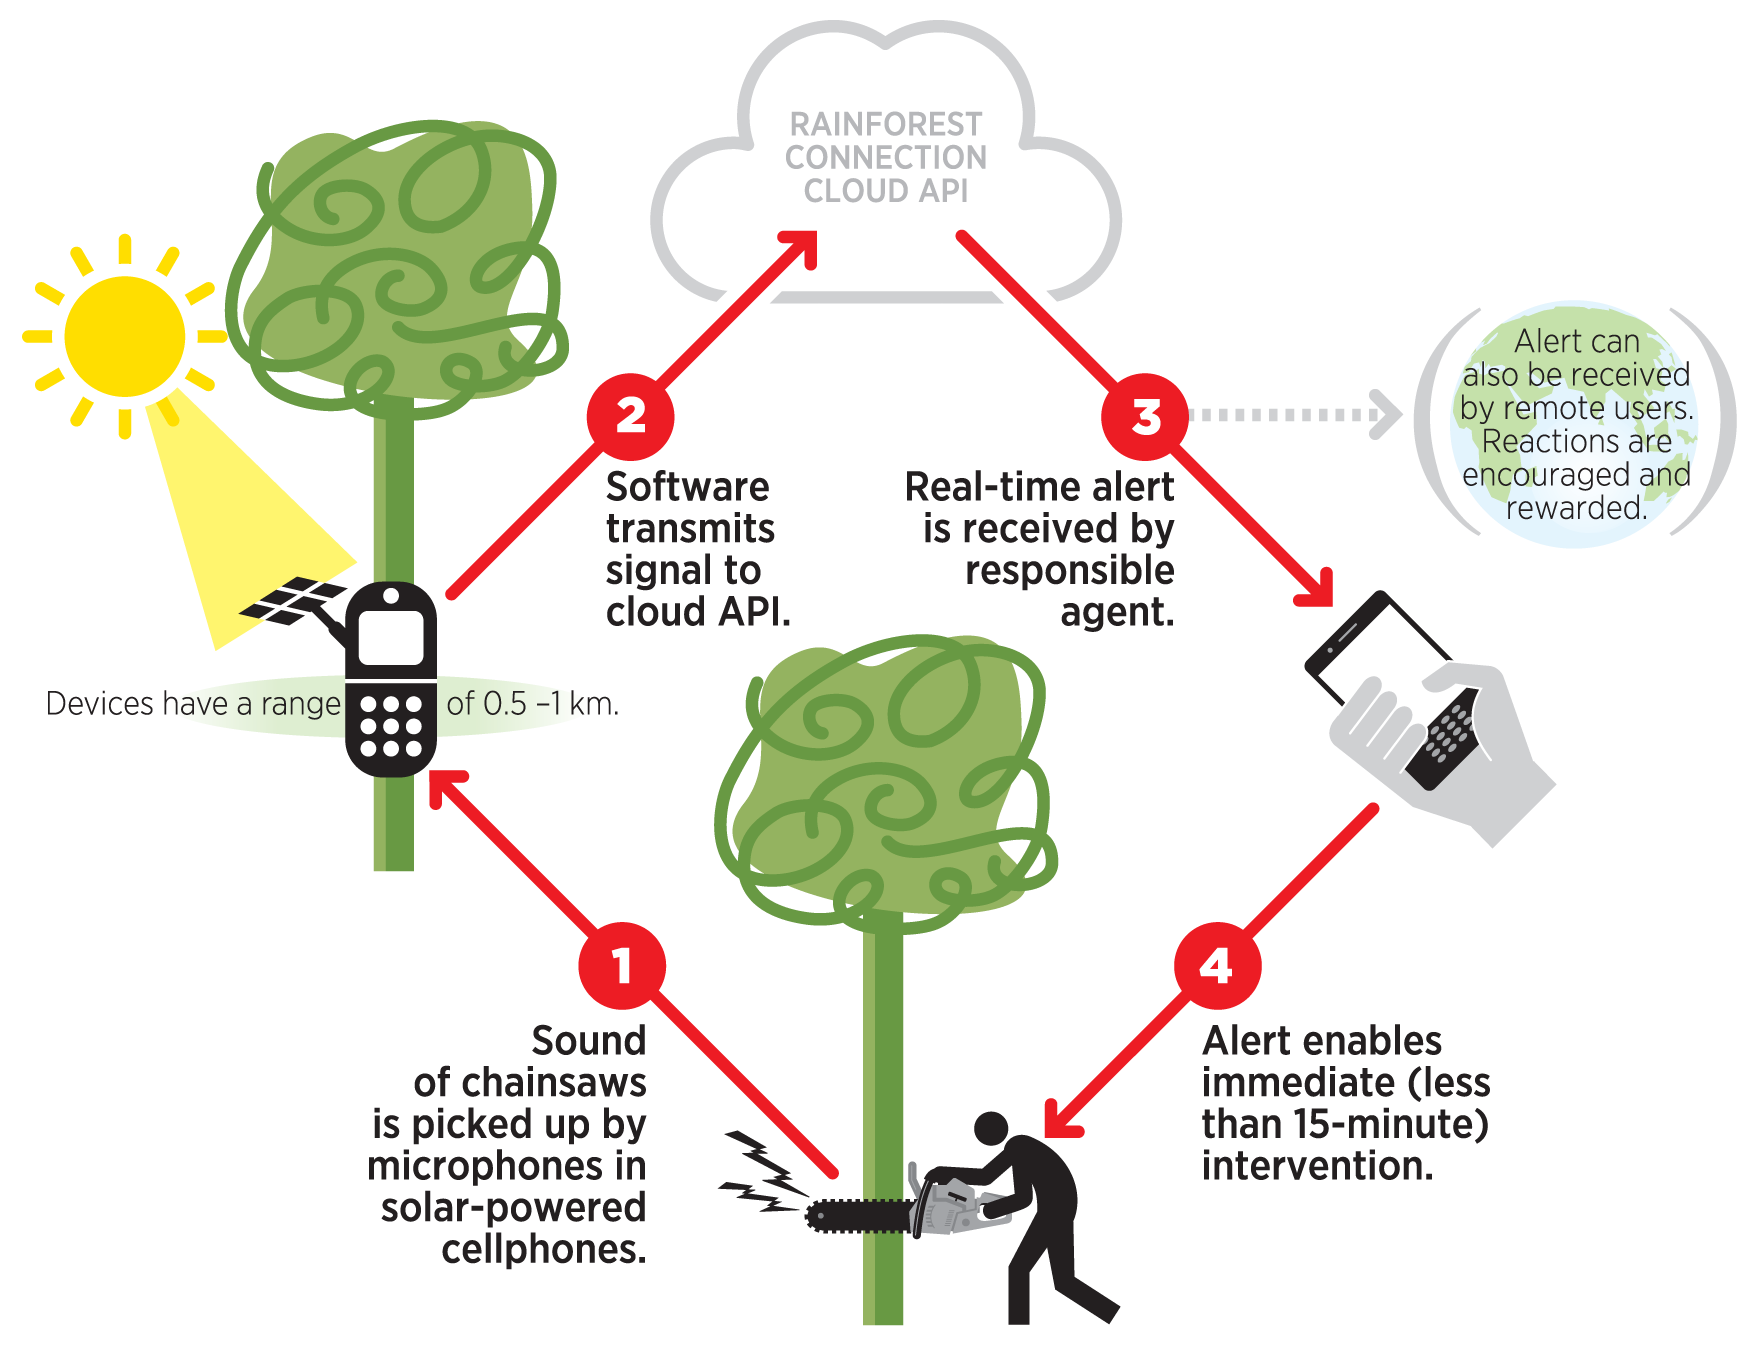 RAINFOREST
CONNECTION
CLOUD API
2
Software
transmits
signal to
cloud API.
3
Real-time alert
is received by
responsible
agent.
Alert can
also be received
by remote users.
Reactions are
encouraged and
rewarded.
Devices have a range of 0.5 –1 km.
1
Sound
of chainsaws
is picked up by
microphones in
solar-powered
cellphones.
4
Alert enables
immediate (less
than 15-minute)
intervention.